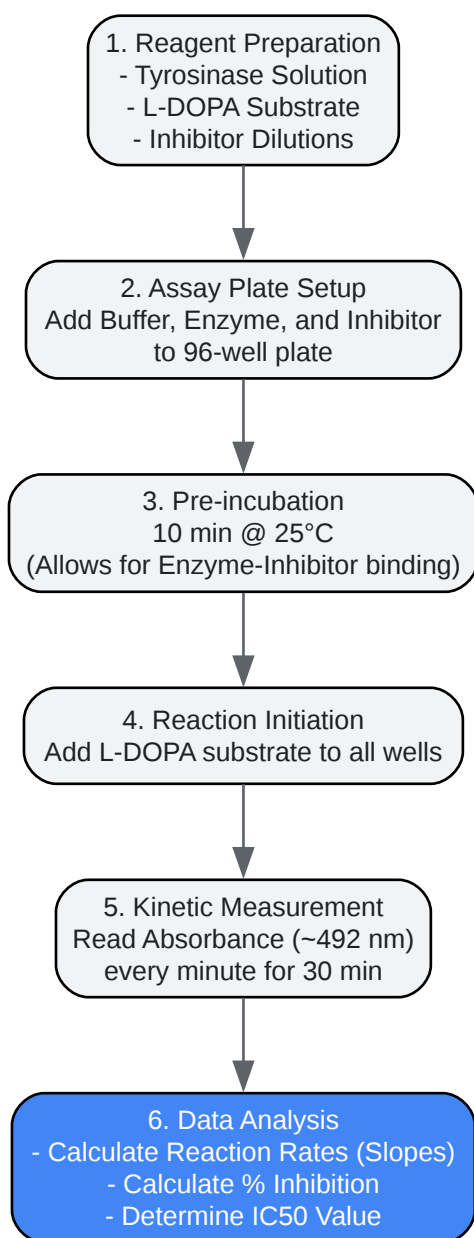 1. Reagent Preparation
- Tyrosinase Solution
- L-DOPA Substrate
- Inhibitor Dilutions
2. Assay Plate Setup
Add Buffer, Enzyme, and Inhibitor
to 96-well plate
3. Pre-incubation
10 min @ 25°C
(Allows for Enzyme-Inhibitor binding)
4. Reaction Initiation
Add L-DOPA substrate to all wells
5. Kinetic Measurement
Read Absorbance (~492 nm)
every minute for 30 min
6. Data Analysis
- Calculate Reaction Rates (Slopes)
- Calculate % Inhibition
- Determine IC50 Value